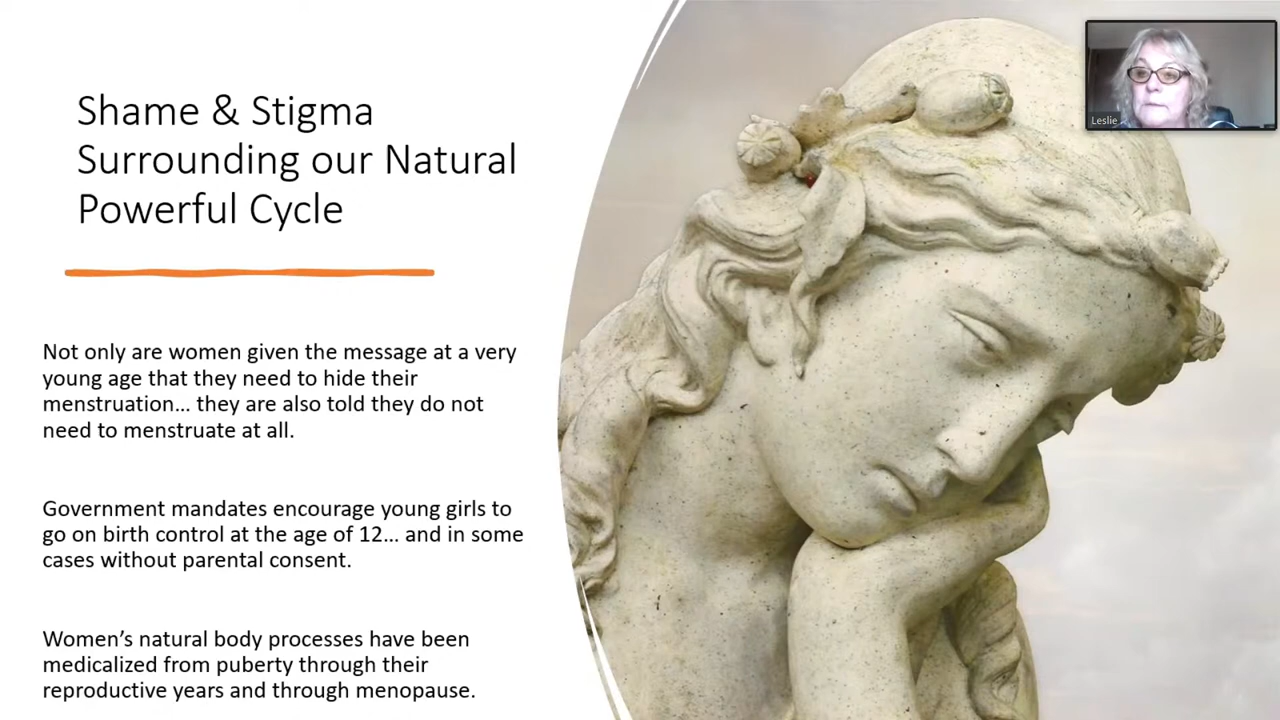 Shame & Stigma
Surrounding our Natural
Powerful Cycle
Leslie
Not only are women given the message at a very
young age that they need to hide their
menstruation... they are also told they do not
need to menstruate at all.
Government mandates encourage young girls to
go on birth control at the age of 12... and in some
cases without parental consent.
Women’s natural body processes have been
medicalized from puberty through their
reproductive years and through menopause.